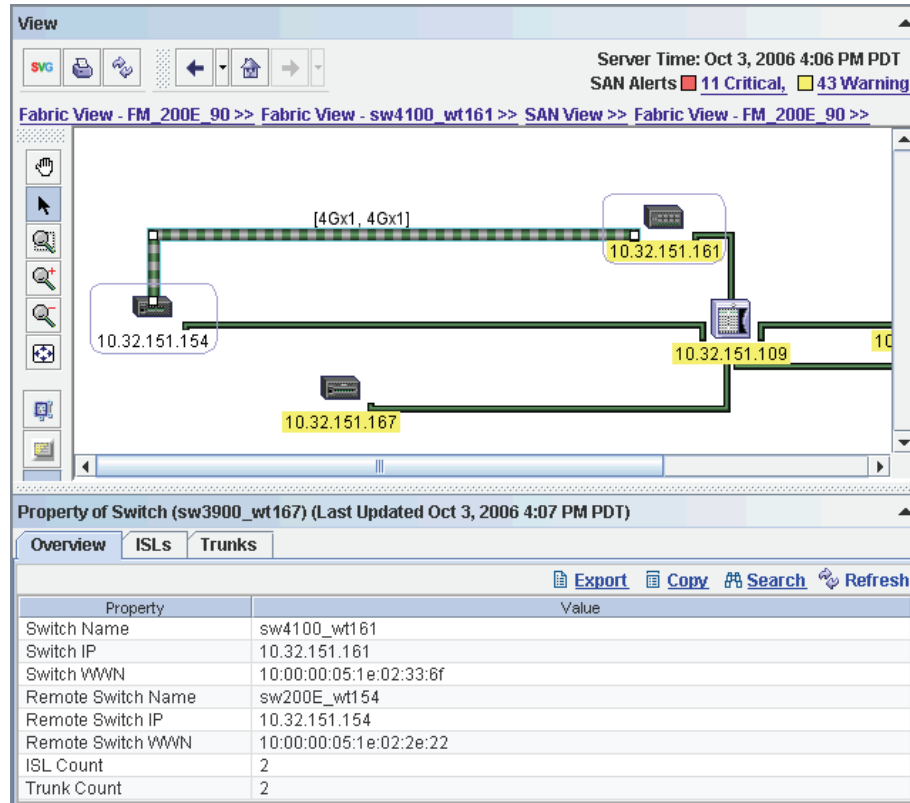 View
SVG
Server Time: Oct 3, 2006 4:06 PM PDT
SAN Alerts 11 Critical, 43 Warning
Fabric View - FM_200E_90 >> Fabric View - sw4100_wt161 >> SAN View >> Fabric View - FM_200E_90 >>
[4Gx1, 4Gx1]
10.32.151.161
10.32.151.154
10.32.151.109
10
10.32.151.167
Property of Switch (sw3900_wt167) (Last Updated Oct 3, 2006 4:07 PM PDT)
Overview ISLs Trunks
Export Copy Search Refresh
Property Value
Switch Name sw4100_wt161
Switch IP 10.32.151.161
Switch WWN 10:00:00:05:1e:02:33:6f
Remote Switch Name sw200E_wt154
Remote Switch IP 10.32.151.154
Remote Switch WWN 10:00:00:05:1e:02:2e:22
ISL Count 2
Trunk Count 2